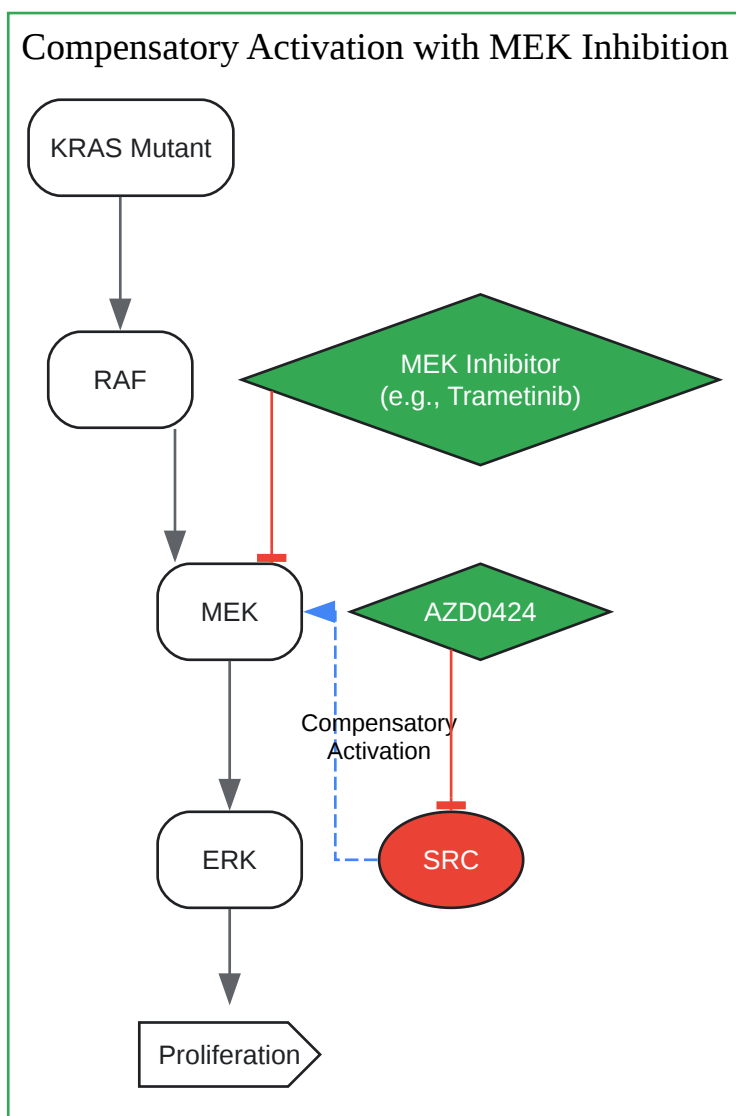 Compensatory Activation with MEK Inhibition
KRAS Mutant
RAF
MEK Inhibitor
(e.g., Trametinib)
MEK
AZD0424
Compensatory
Activation
ERK
SRC
Proliferation